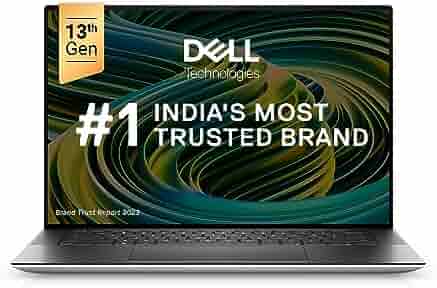 13th
Gen
DELL
Technologies
#1 INDIA'S MOST
TRUSTED BRAND
Brand Trust Report 2023